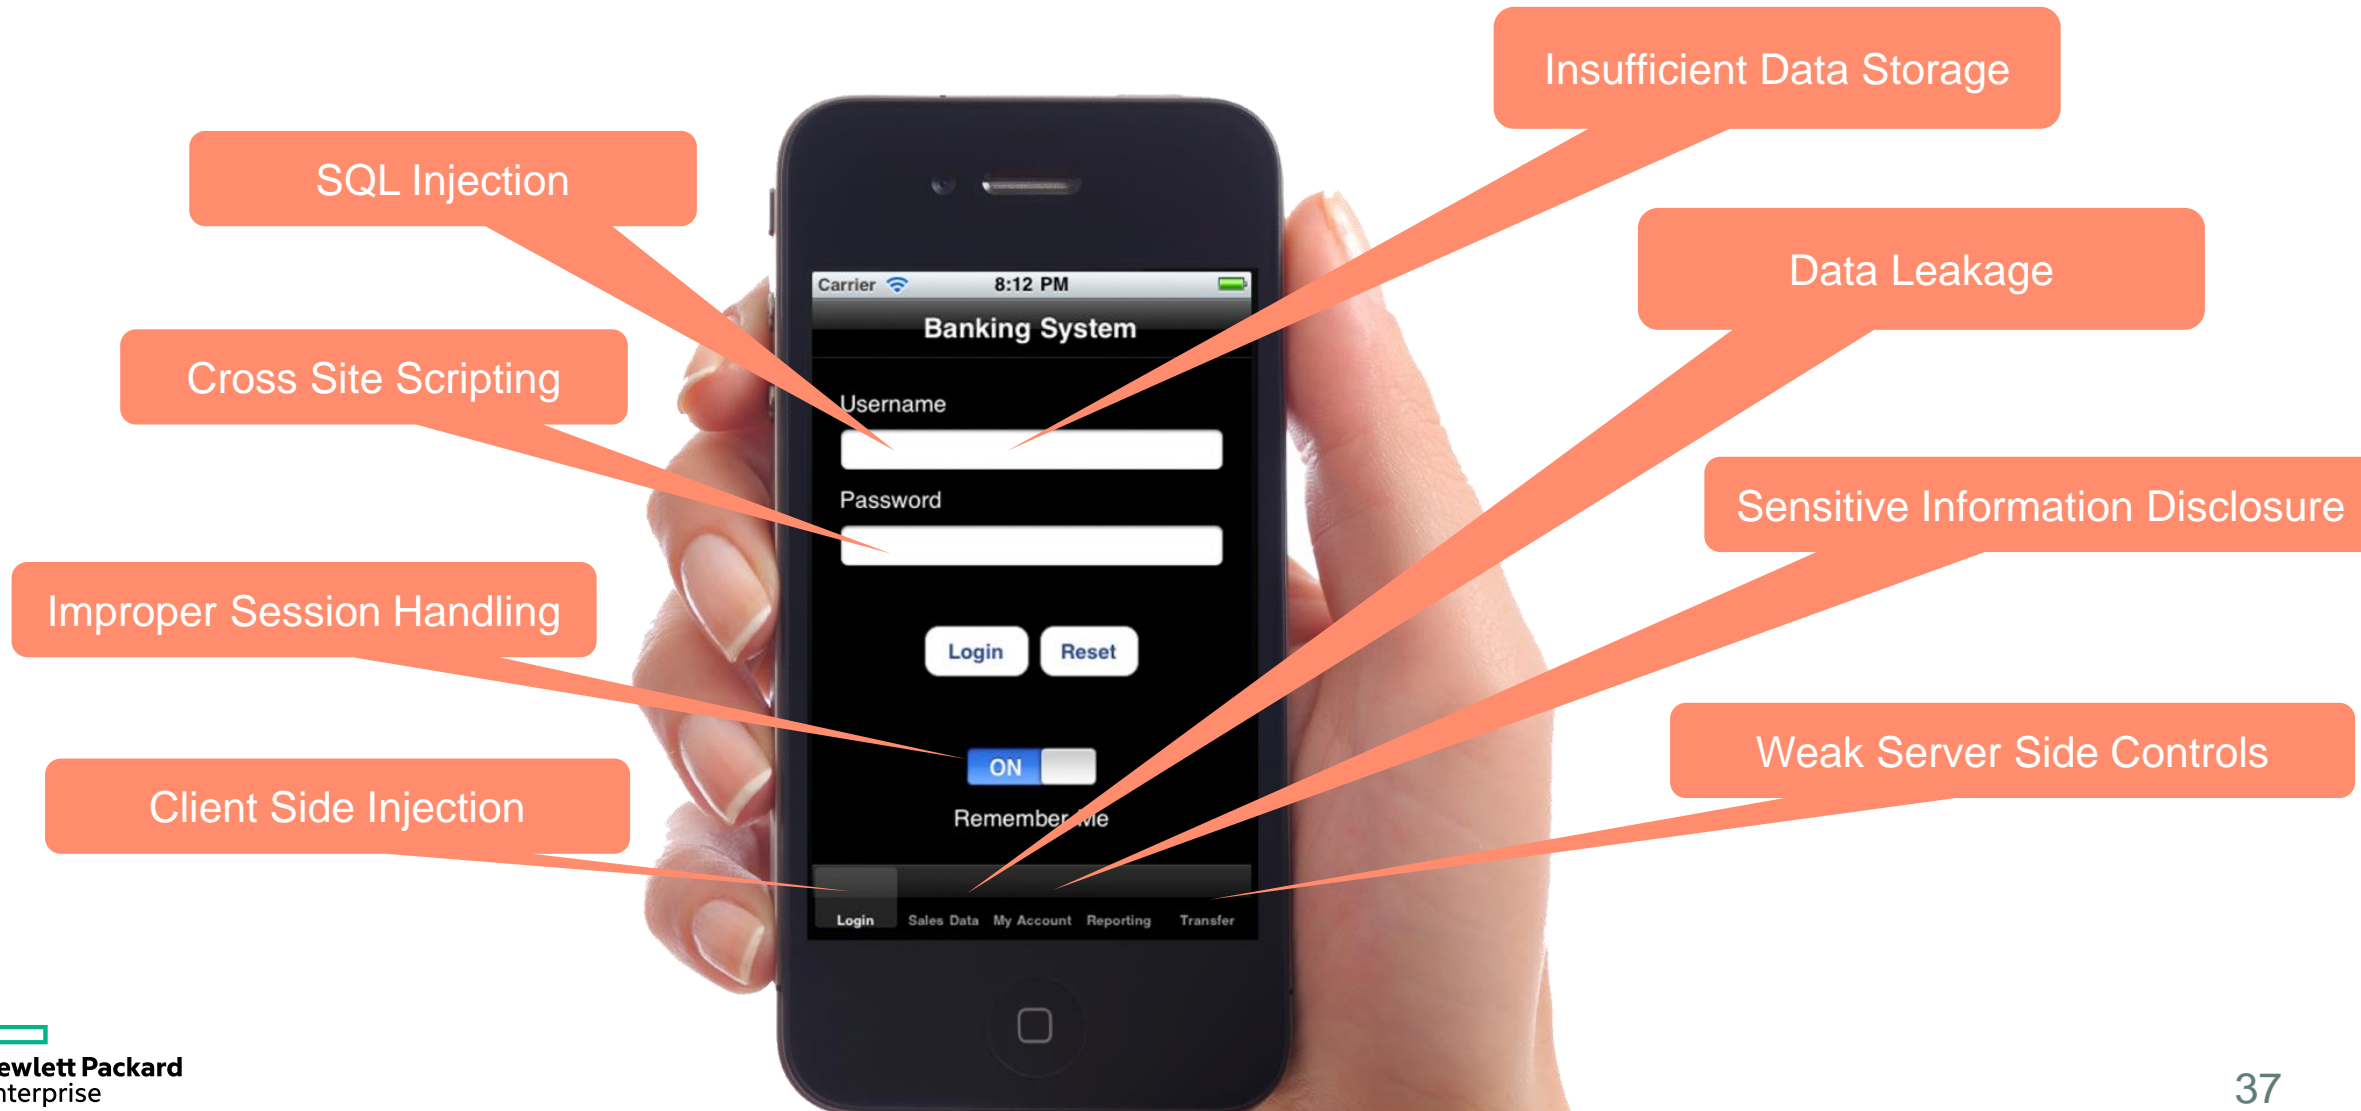 Insufficient Data Storage
SQL Injection
Data Leakage
Carrier 8:12 PM
Banking System
Cross Site Scripting
Username
Sensitive Information Disclosure
Password
Improper Session Handling
Login Reset
Weak Server Side Controls
ON
Client Side Injection
Remember Me
Login Sales Data My Account Reporting Transfer
ewlett Packard
nterprise
37